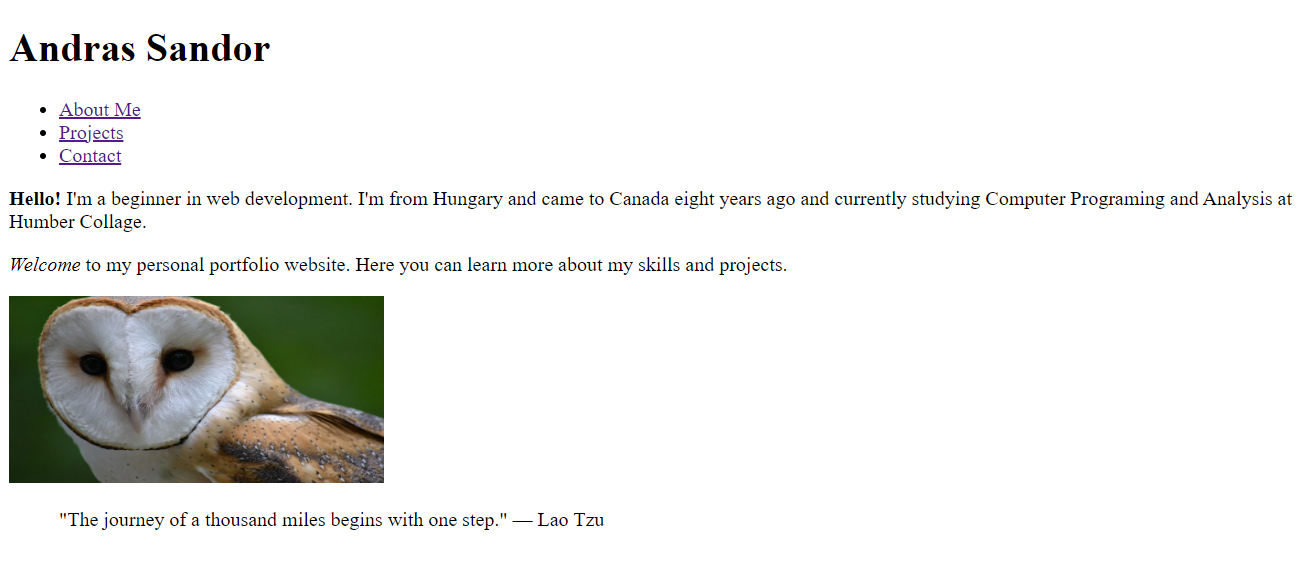 Andras Sandor
About Me
Projects
Contact
Hello! I'm a beginner in web development. I'm from Hungary and came to Canada eight years ago and currently studying Computer Programing and Analysis at
Humber Collage.
Welcome to my personal portfolio website. Here you can learn more about my skills and projects.
"The journey of a thousand miles begins with one step." — Lao Tzu